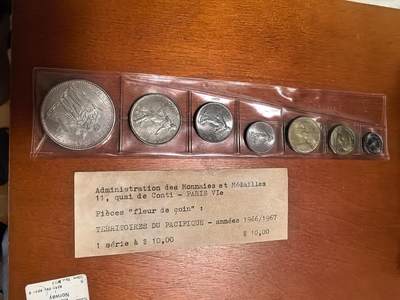 Administration des Monnaies et Médailles
11, quai de Conti - PARIS VIe
Pièces "fleur de coin" :
TERRITOIRES DU PACIFIQUE - années 1966/1967
1 série à $ 10,00 $ 10,00
Norway